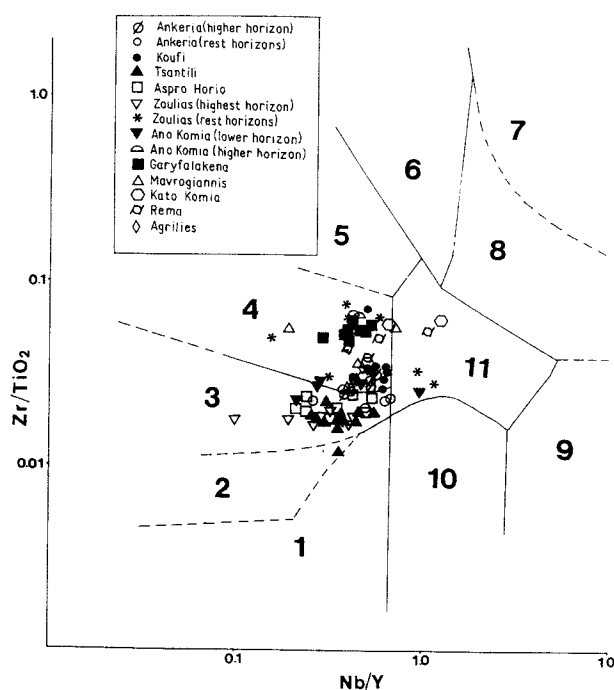 Ankeria (higher horizon)
Ankeria (rest horizons)
Koufi
Tsantili
Aspro Horio
Zoulias (highest horizon)
Zoulias (rest horizons)
Ano Komia (lower horizon)
Ano Komia (higher horizon)
Garyfalakena
Mavrogiannis
Kato Komia
Rema
Agrilies
1.0
0.1
0.01
Zr/TiO2
7
6
8
5
4
11
3
9
2
10
1
0.1
1.0
10
Nb/Y